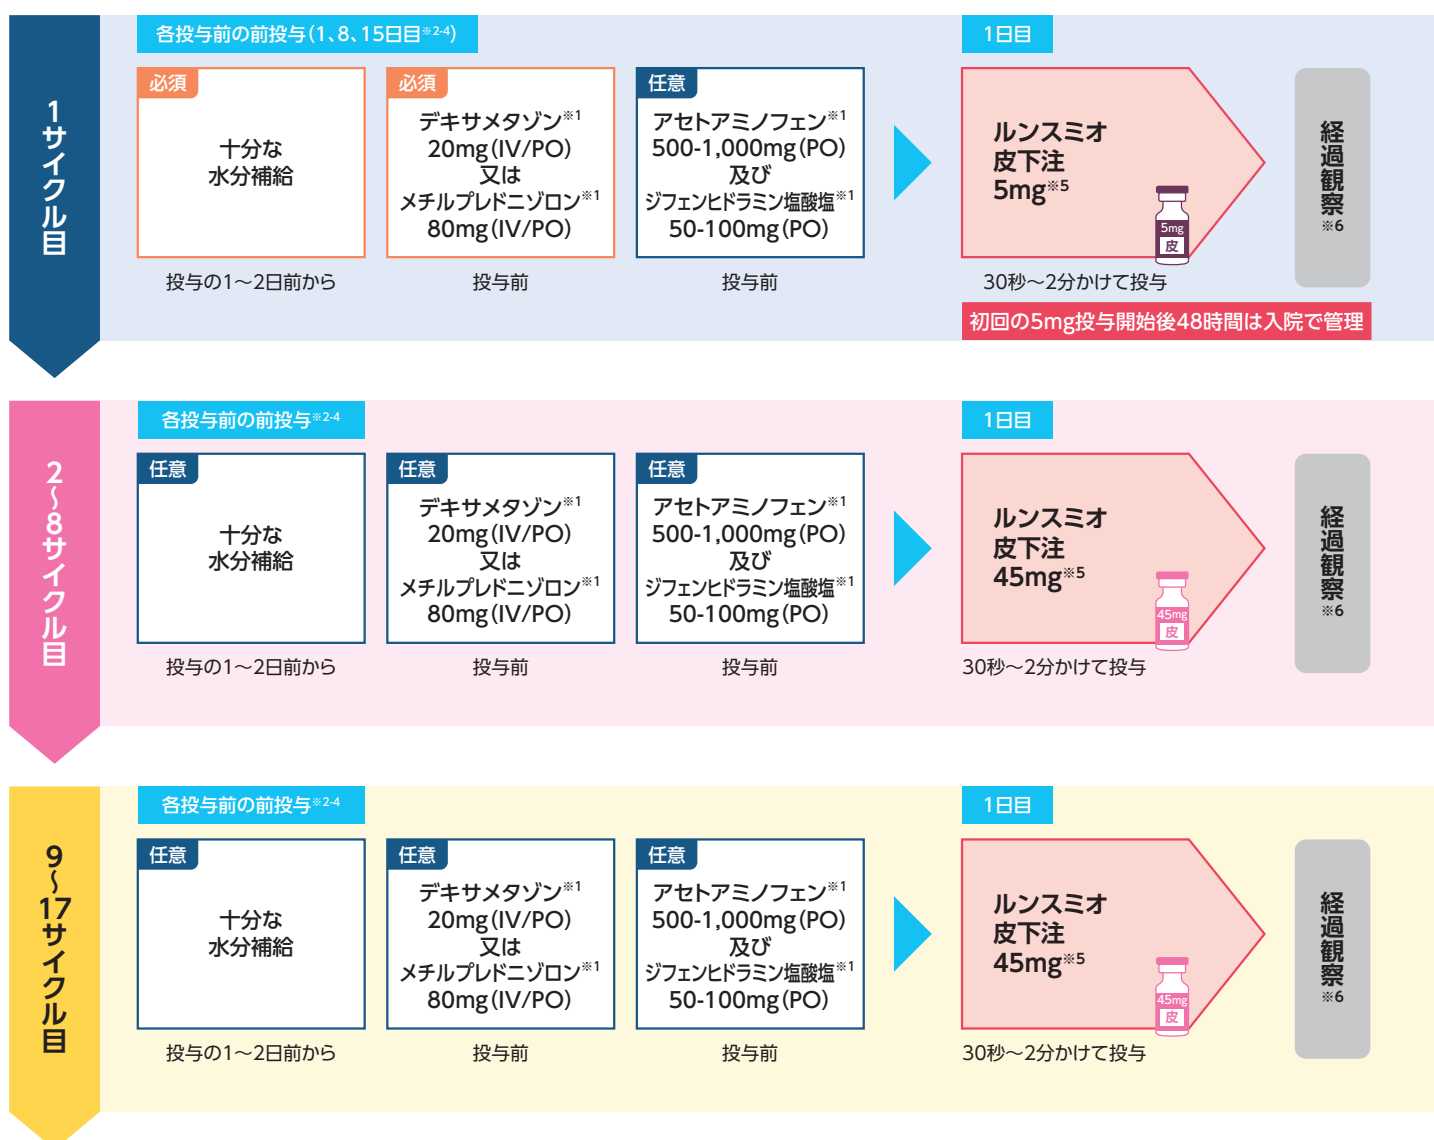 1サイクル目
各投与前の前投与(1、8、15日目※2-4)
必須
十分な
水分補給
投与の1～2日前から
必須
デキサメタゾン※1
20mg(IV/PO)
又は
メチルプレドニゾロン※1
80mg(IV/PO)
投与前
任意
アセトアミノフェン※1
500-1,000mg(PO)
及び
ジフェンヒドラミン塩酸塩※1
50-100mg(PO)
投与前
1日目
ルンスミオ
皮下注
5mg※5
5mg
皮
30秒～2分かけて投与
初回の5mg投与開始後48時間は入院で管理
経過観察※6
2～8サイクル目
各投与前の前投与※2-4
任意
十分な
水分補給
投与の1～2日前から
任意
デキサメタゾン※1
20mg(IV/PO)
又は
メチルプレドニゾロン※1
80mg(IV/PO)
投与前
任意
アセトアミノフェン※1
500-1,000mg(PO)
及び
ジフェンヒドラミン塩酸塩※1
50-100mg(PO)
投与前
1日目
ルンスミオ
皮下注
45mg※5
45mg
皮
30秒～2分かけて投与
経過観察※6
9～17サイクル目
各投与前の前投与※2-4
任意
十分な
水分補給
投与の1～2日前から
任意
デキサメタゾン※1
20mg(IV/PO)
又は
メチルプレドニゾロン※1
80mg(IV/PO)
投与前
任意
アセトアミノフェン※1
500-1,000mg(PO)
及び
ジフェンヒドラミン塩酸塩※1
50-100mg(PO)
投与前
1日目
ルンスミオ
皮下注
45mg※5
45mg
皮
30秒～2分かけて投与
経過観察※6